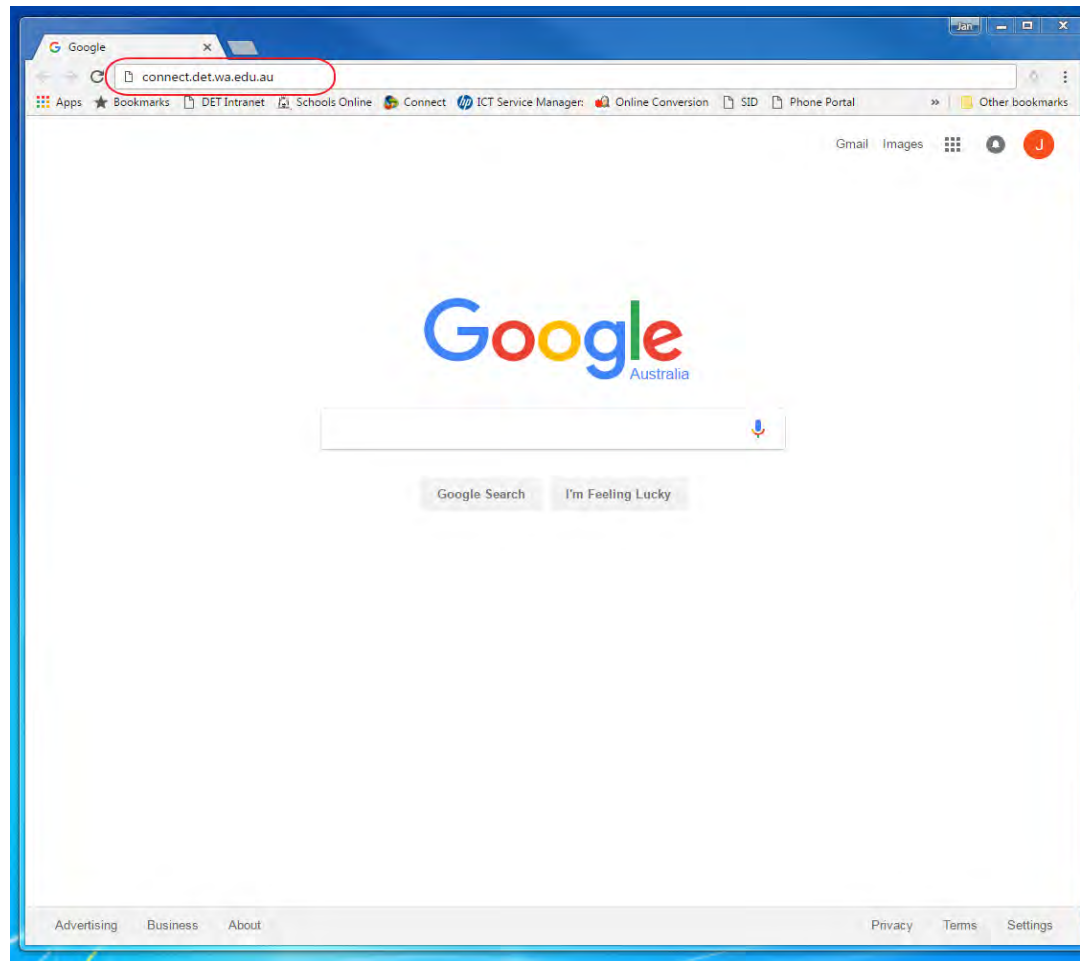 Jan
G Google
connect.det.wa.edu.au
Apps Bookmarks DET Intranet Schools Online Connect hp ICT Service Manager: Online Conversion SID Phone Portal » Other bookmarks
Gmail Images J
Google
Australia
Google Search I'm Feeling Lucky
Advertising Business About Privacy Terms Settings